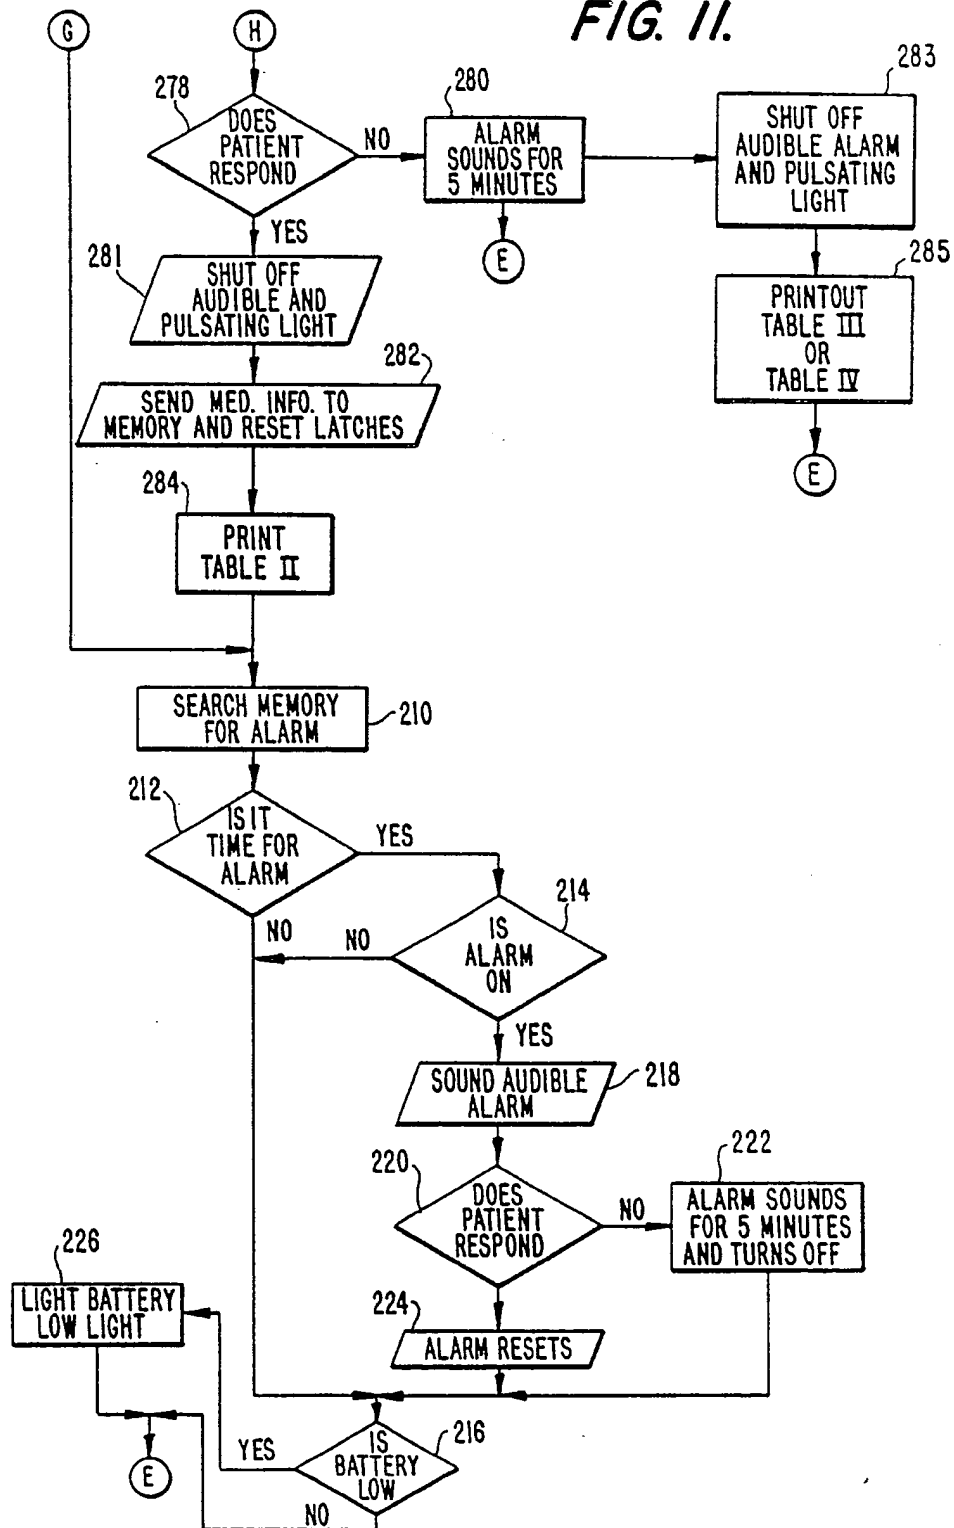 FIG. 11.
G
H
278
DOES
PATIENT
RESPOND
NO
280
ALARM
SOUNDS FOR
5 MINUTES
E
283
SHUT OFF
AUDIBLE ALARM
AND PULSATING
LIGHT
285
PRINTOUT
TABLE III
OR
TABLE IV
E
YES
281
SHUT OFF
AUDIBLE AND
PULSATING LIGHT
282
SEND MED. INFO. TO
MEMORY AND RESET LATCHES
284
PRINT
TABLE II
SEARCH MEMORY
FOR ALARM
210
212
IS IT
TIME FOR
ALARM
YES
NO
214
IS
ALARM
ON
NO
YES
SOUND AUDIBLE
ALARM
218
220
DOES
PATIENT
RESPOND
NO
222
ALARM SOUNDS
FOR 5 MINUTES
AND TURNS OFF
224
ALARM RESETS
226
LIGHT BATTERY
LOW LIGHT
216
IS
BATTERY
LOW
YES
NO
E